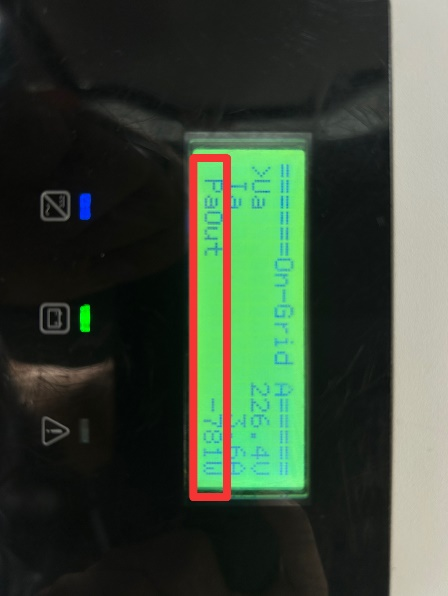 ======On-Grid A======
>Ua 226.4V
Ia 3.6A
PaOut -781W